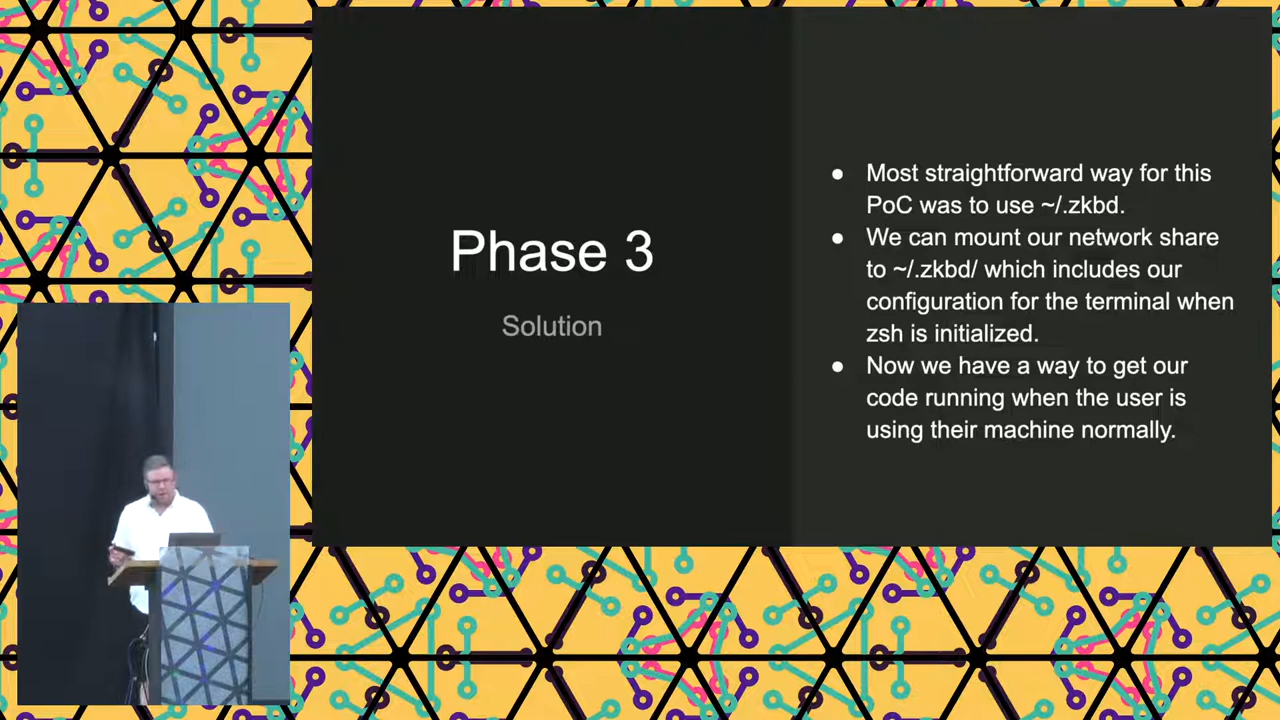 Phase 3
Solution
● Most straightforward way for this
PoC was to use ~/.zkbd.
● We can mount our network share
to ~/.zkbd/ which includes our
configuration for the terminal when
zsh is initialized.
● Now we have a way to get our
code running when the user is
using their machine normally.